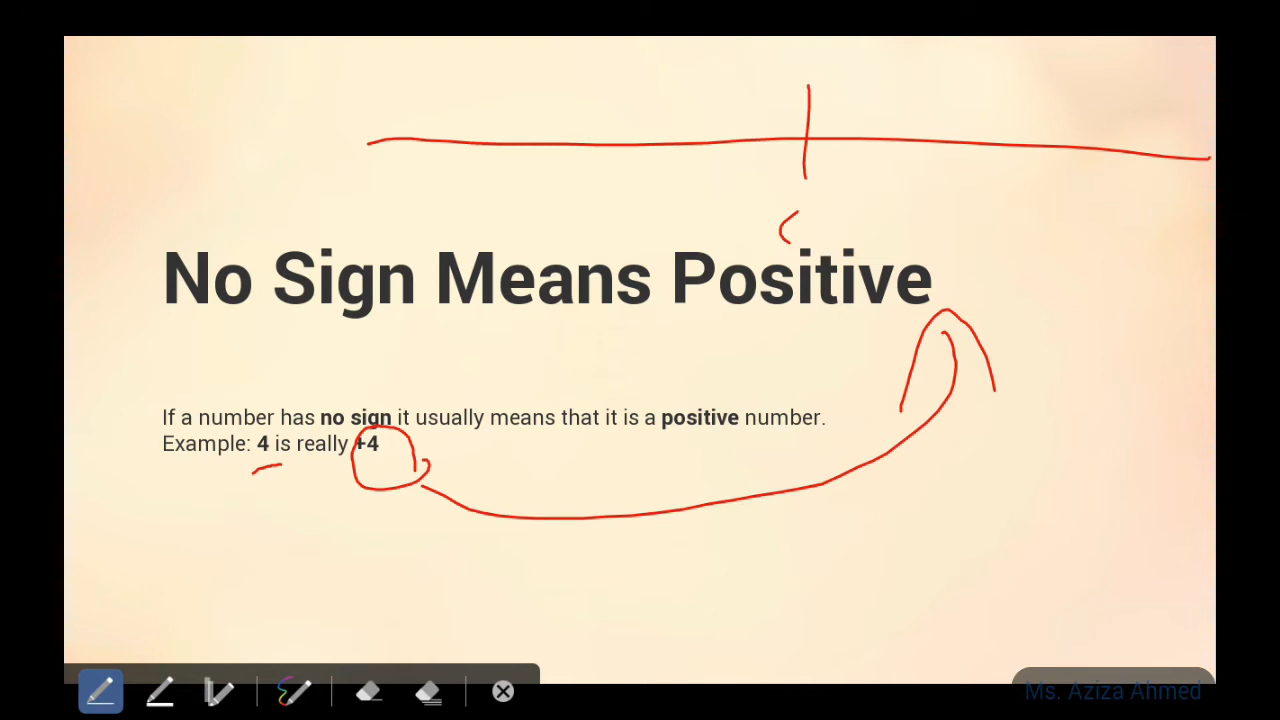 No Sign Means Positive
If a number has no sign it usually means that it is a positive number.
Example: 4 is really +4
Ms. Aziza Ahmed